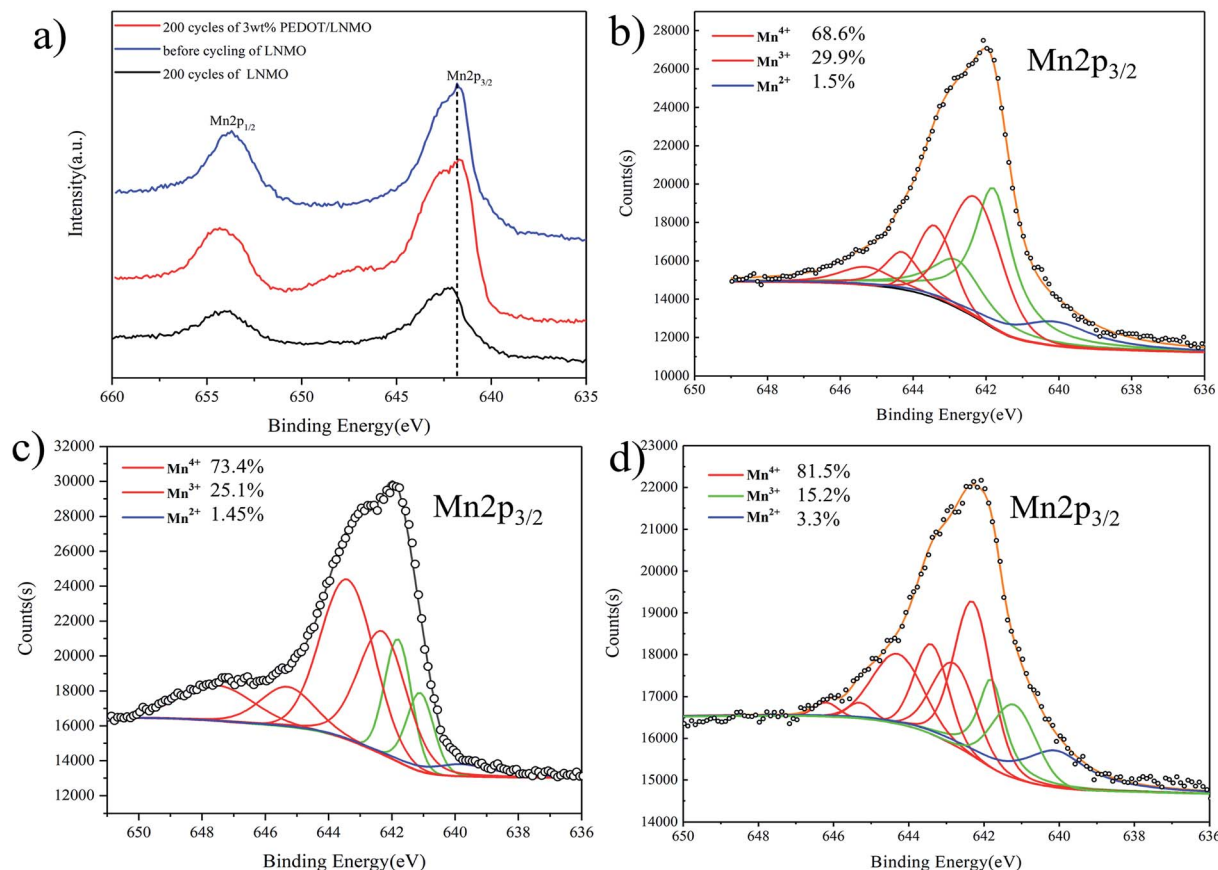 a)
200 cycles of 3wt% PEDOT/LNMO
before cycling of LNMO
200 cycles of LNMO
Mn2p1/2
Mn2p3/2
Intensity(a.u.)
660 655 650 645 640 635
Binding Energy(eV)
b)
Mn4+ 68.6%
Mn3+ 29.9%
Mn2+ 1.5%
Mn2p3/2
Counts(s)
28000
26000
24000
22000
20000
18000
16000
14000
12000
10000
650 648 646 644 642 640 638 636
Binding Energy(eV)
c)
Mn4+ 73.4%
Mn3+ 25.1%
Mn2+ 1.45%
Mn2p3/2
Counts(s)
32000
30000
28000
26000
24000
22000
20000
18000
16000
14000
12000
650 648 646 644 642 640 638 636
Binding Energy(eV)
d)
Mn4+ 81.5%
Mn3+ 15.2%
Mn2+ 3.3%
Mn2p3/2
Counts(s)
23000
22000
21000
20000
19000
18000
17000
16000
15000
14000
650 648 646 644 642 640 638 636
Binding Energy(eV)